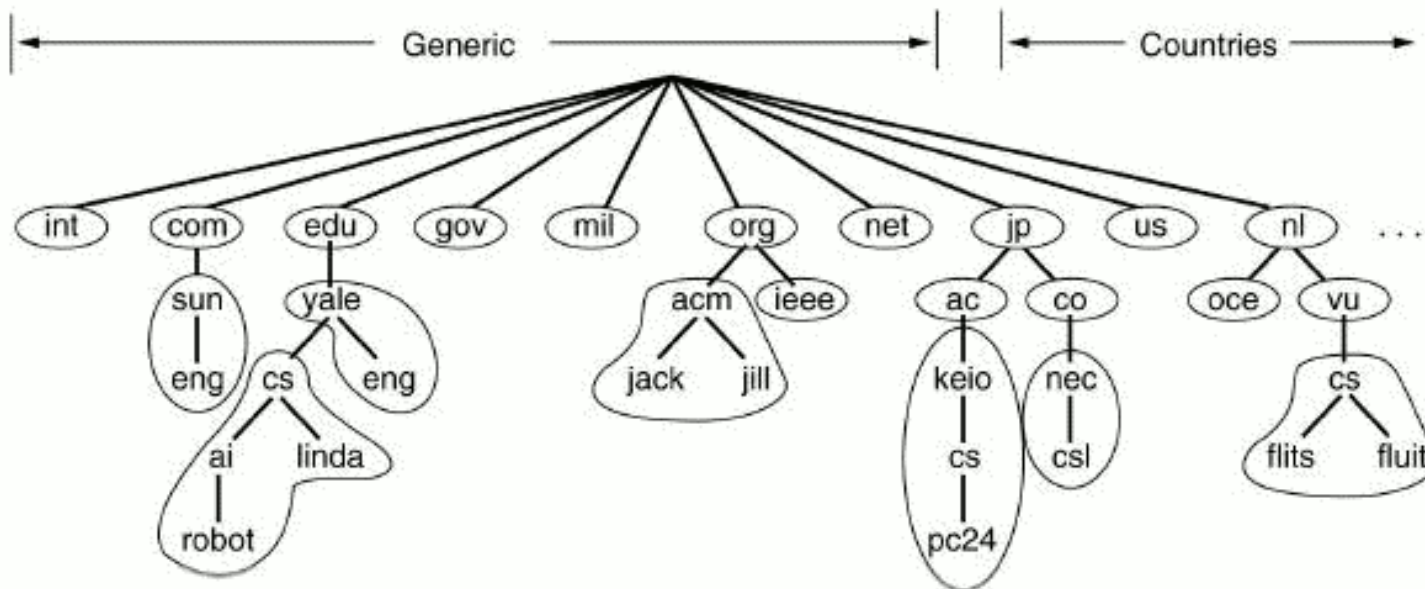 Generic Countries
int com edu gov mil org net jp us nl ...
sun yale acm ieee ac co oce vu
eng cs eng jack jill keio nec cs
ai linda cs csl flits fluit
robot pc24